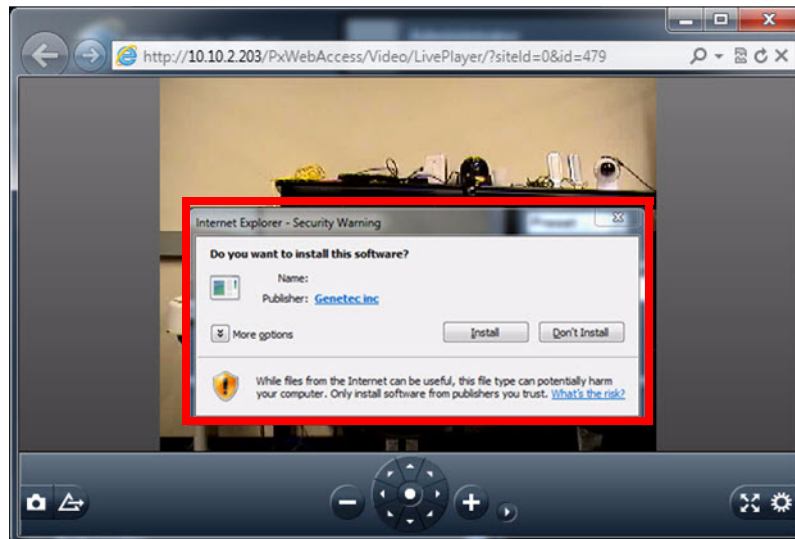 http://10.10.2.203/PxWebAccess/Video/LivePlayer/?siteId=0&id=479
Internet Explorer - Security Warning
Do you want to install this software?
Name:
Publisher: Genetec inc
More options
Install
Don't Install
While files from the Internet can be useful, this file type can potentially harm
your computer. Only install software from publishers you trust. What's the risk?